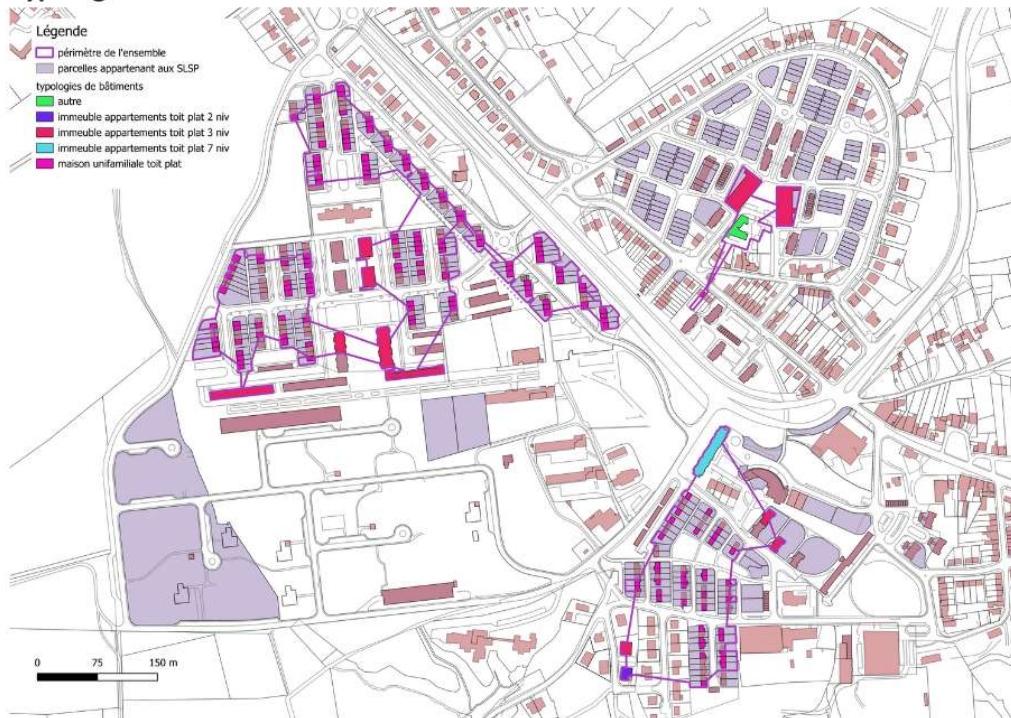 Légende
périmètre de l'ensemble
parcelles appartenant aux SLSP
typologies de bâtiments
autre
immeuble appartements toit plat 2 niv
immeuble appartements toit plat 3 niv
immeuble appartements toit plat 7 niv
maison unifamiliale toit plat
0 75 150 m